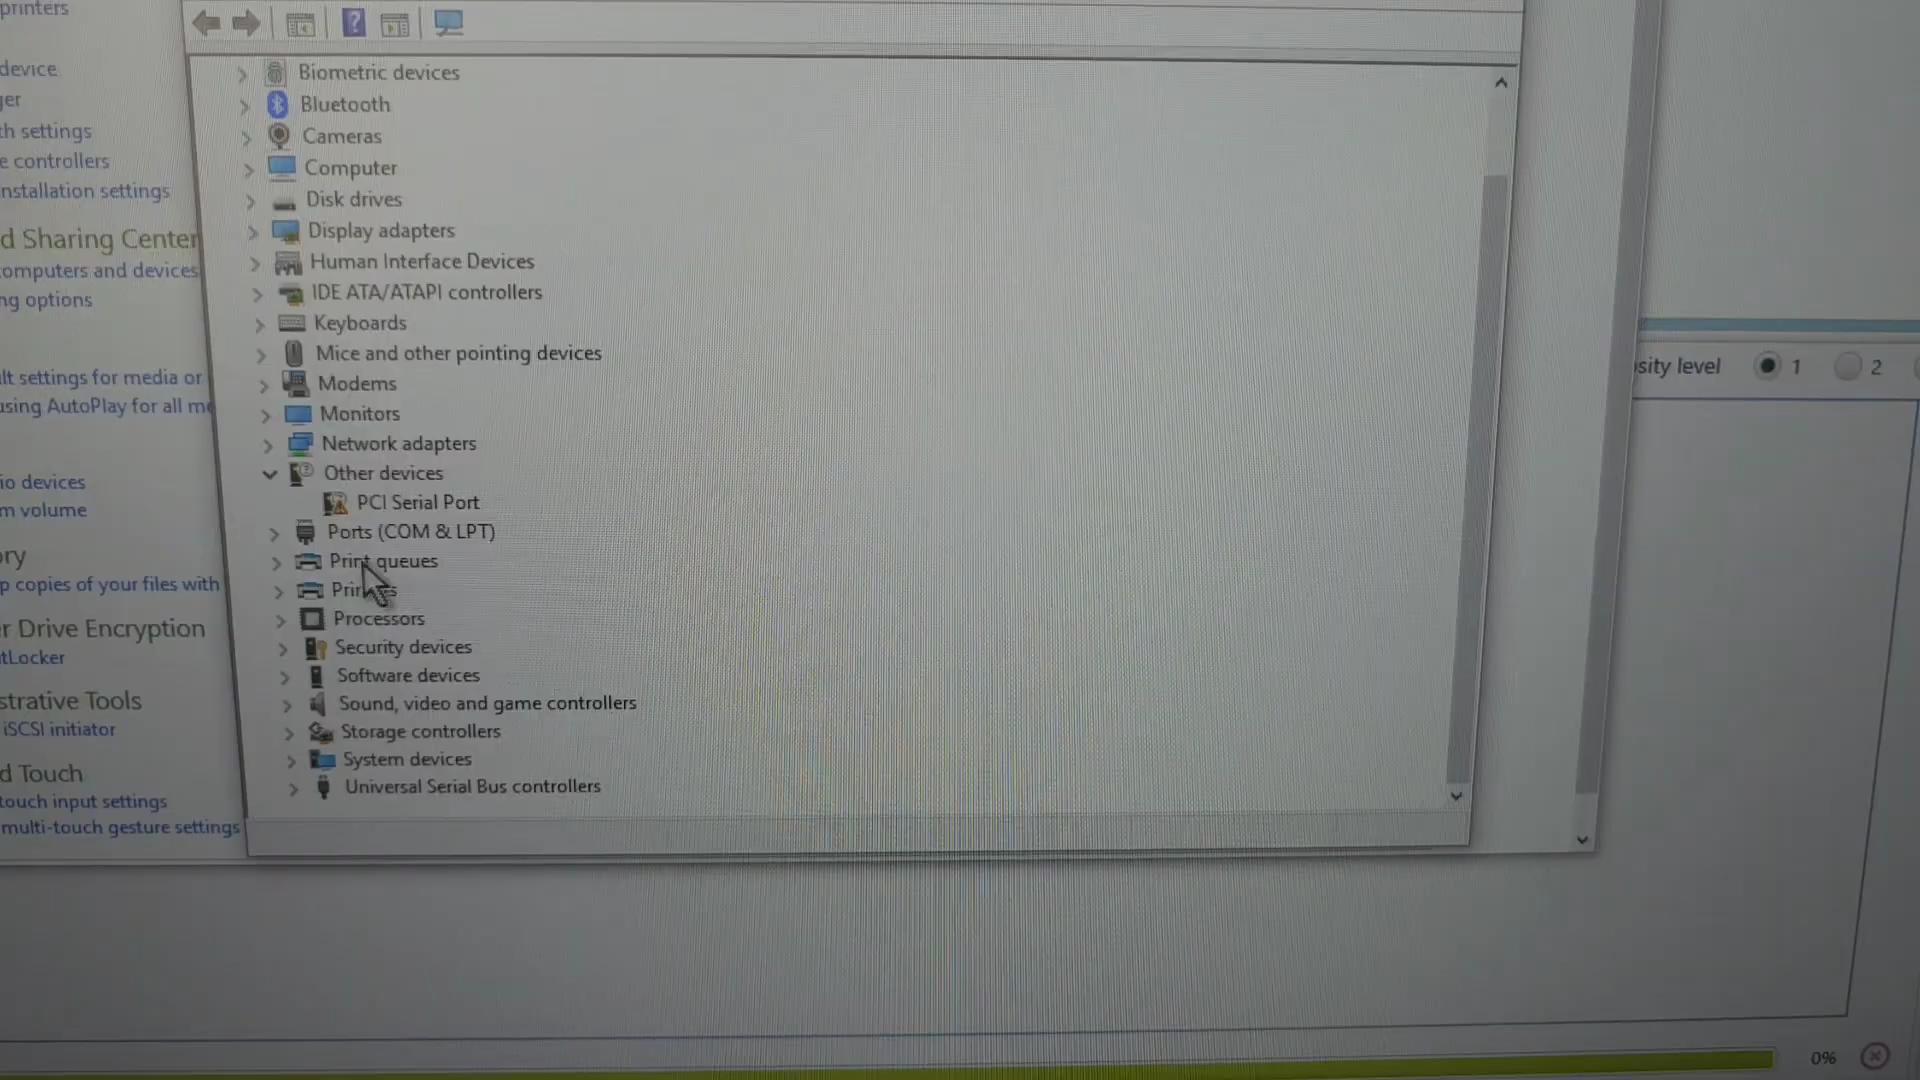 printers
device
ger
th settings
e controllers
nstallation settings
d Sharing Center
omputers and devices
ng options
lt settings for media or
using AutoPlay for all me
io devices
m volume
ory
p copies of your files with
r Drive Encryption
tLocker
strative Tools
iSCSI initiator
d Touch
touch input settings
multi-touch gesture settings
Biometric devices
Bluetooth
Cameras
Computer
Disk drives
Display adapters
Human Interface Devices
IDE ATA/ATAPI controllers
Keyboards
Mice and other pointing devices
Modems
Monitors
Network adapters
Other devices
PCI Serial Port
Ports (COM & LPT)
Print queues
Processors
Security devices
Software devices
Sound, video and game controllers
Storage controllers
System devices
Universal Serial Bus controllers
sity level 1 2
0%